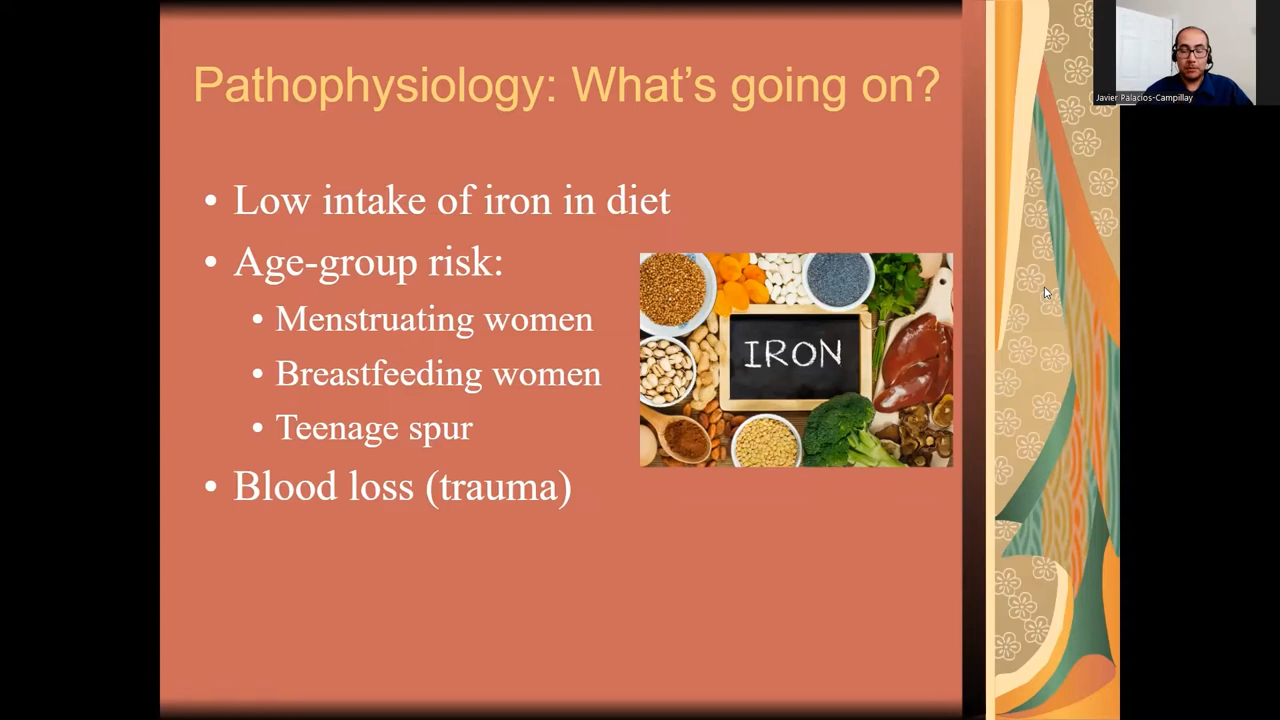 Pathophysiology: What's going on?
Javier Palacios-Campillay
• Low intake of iron in diet
• Age-group risk:
• Menstruating women
• Breastfeeding women
• Teenage spur
• Blood loss (trauma)
IRON